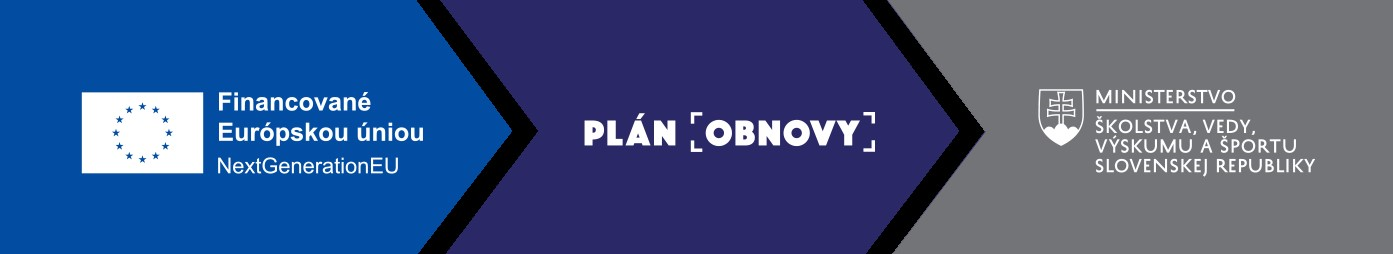 Financované
Európskou úniou
NextGenerationEU
PLÁN [OBNOVY]
MINISTERSTVO
ŠKOLSTVA, VEDY,
VÝSKUMU A ŠPORTU
SLOVENSKEJ REPUBLIKY